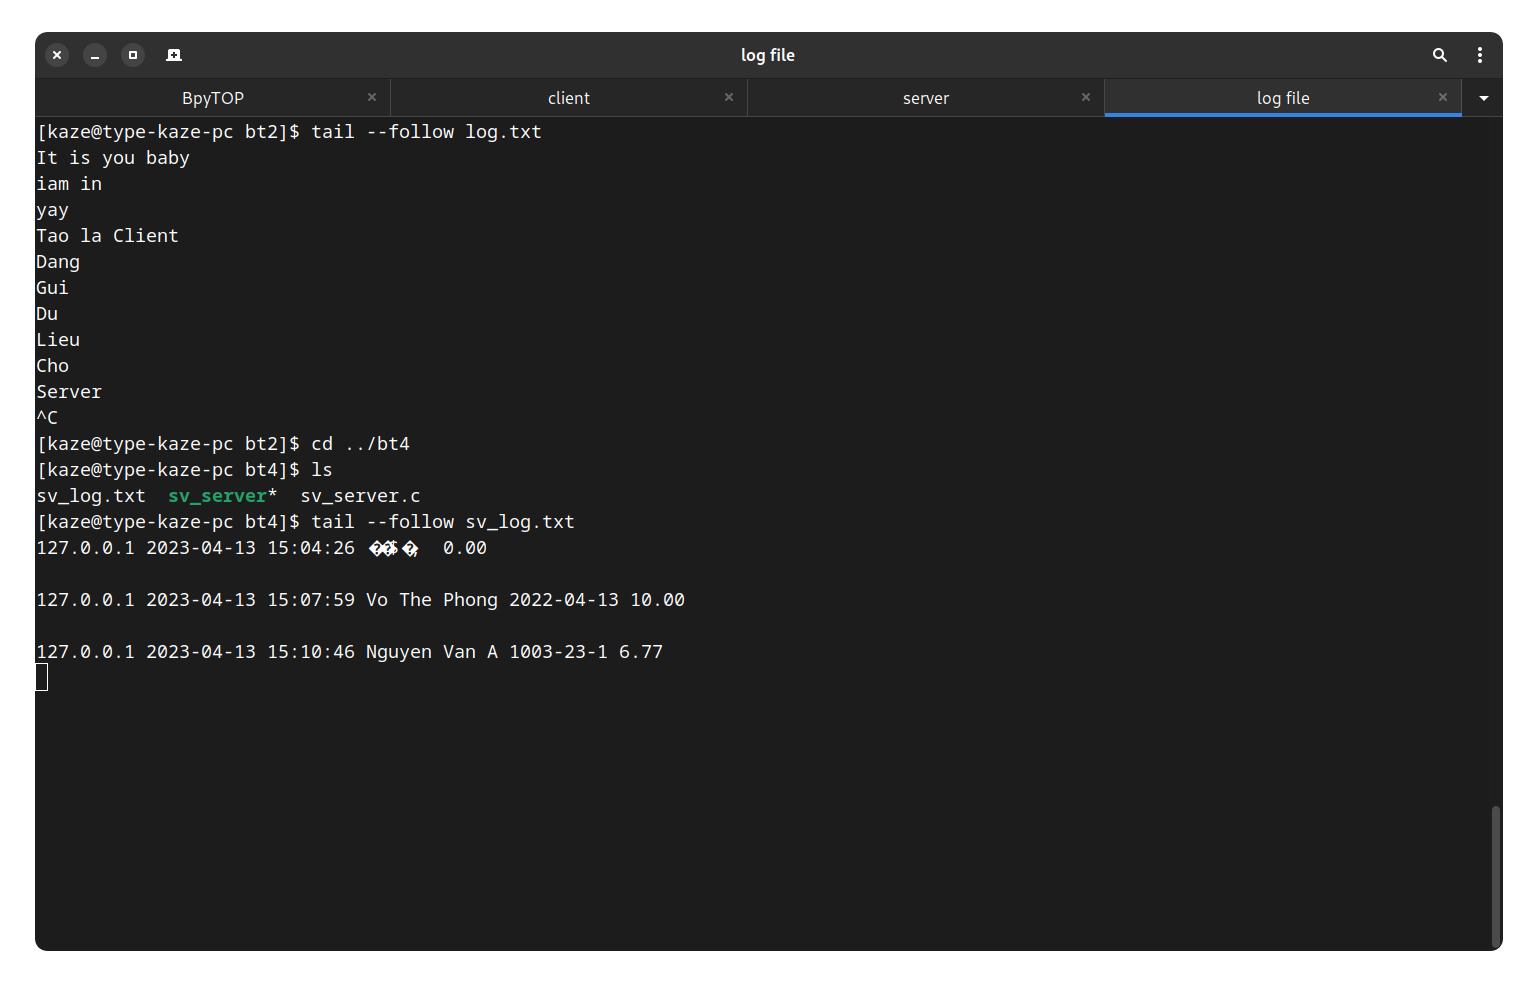 log file
BpyTOP client server log file
[kaze@type-kaze-pc bt2]$ tail --follow log.txt
It is you baby
iam in
yay
Tao la Client
Dang
Gui
Du
Lieu
Cho
Server
^C
[kaze@type-kaze-pc bt2]$ cd ../bt4
[kaze@type-kaze-pc bt4]$ ls
sv_log.txt  sv_server*  sv_server.c
[kaze@type-kaze-pc bt4]$ tail --follow sv_log.txt
127.0.0.1 2023-04-13 15:04:26 0.00
127.0.0.1 2023-04-13 15:07:59 Vo The Phong 2022-04-13 10.00
127.0.0.1 2023-04-13 15:10:46 Nguyen Van A 1003-23-1 6.77